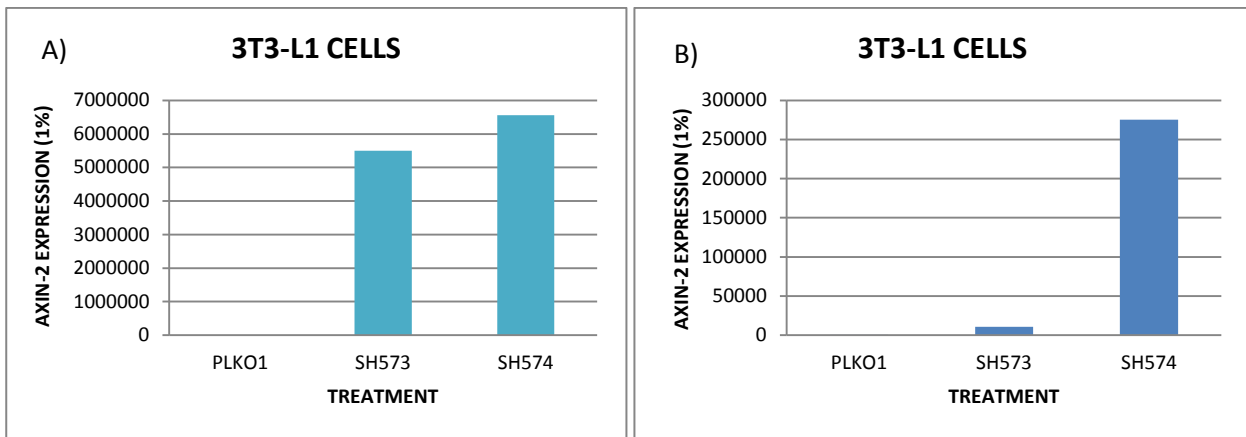 A)
3T3-L1 CELLS
AXIN-2 EXPRESSION (1%)
7000000
6000000
5000000
4000000
3000000
2000000
1000000
0
PLKO1 SH573 SH574
TREATMENT
B)
3T3-L1 CELLS
AXIN-2 EXPRESSION (1%)
300000
250000
200000
150000
100000
50000
0
PLKO1 SH573 SH574
TREATMENT